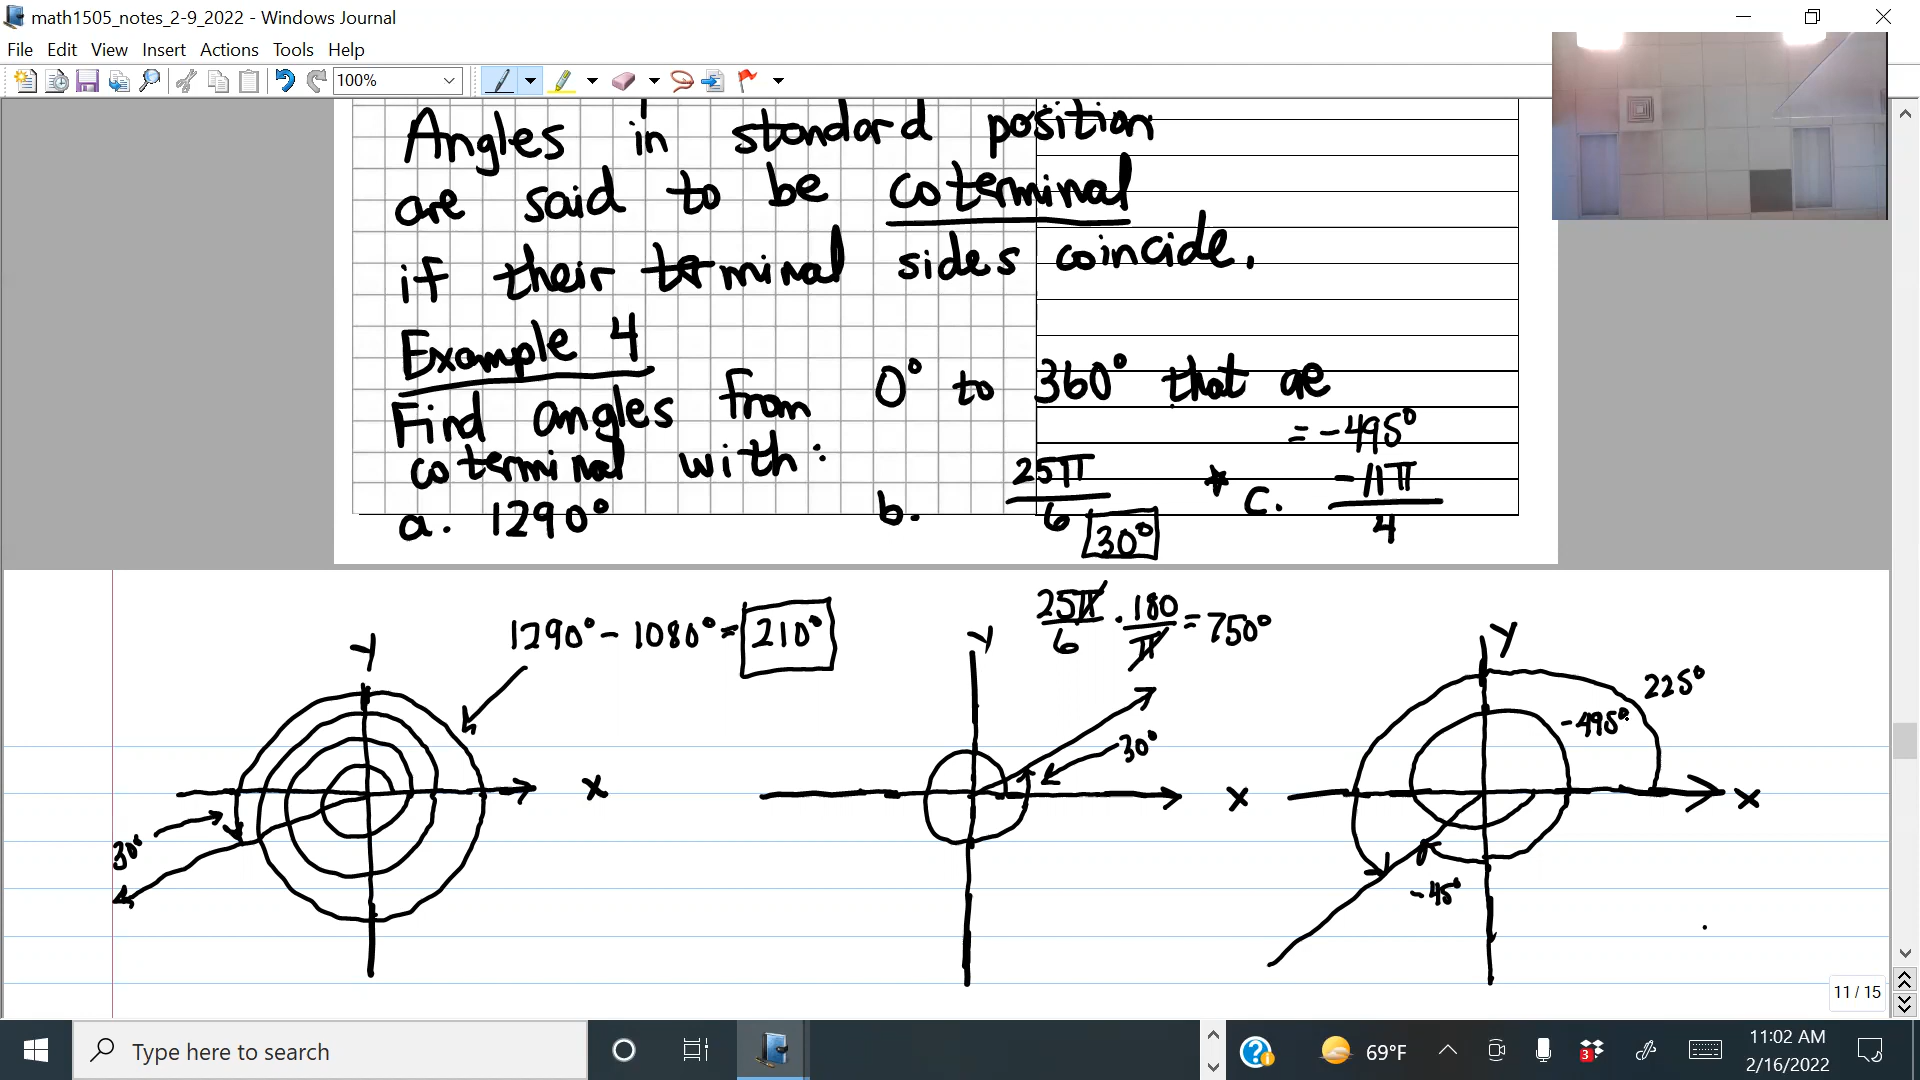 math1505_notes_2-9_2022 - Windows Journal
File Edit View Insert Actions Tools Help
100%
Angles in standard position
are said to be coterminal
if their terminal sides coincide.
Example 4
Find angles from 0° to 360° that ae
coterminal with:
a. 1290°
b. 25π/6
30°
* c. -11π/4
= -495°
1290° - 1080° = 210°
Y
X
30°
25π/6 · 180/π = 750°
Y
30°
X
Y
225°
-495°
X
-45°
11 / 15
Type here to search
69°F
3
11:02 AM
2/16/2022